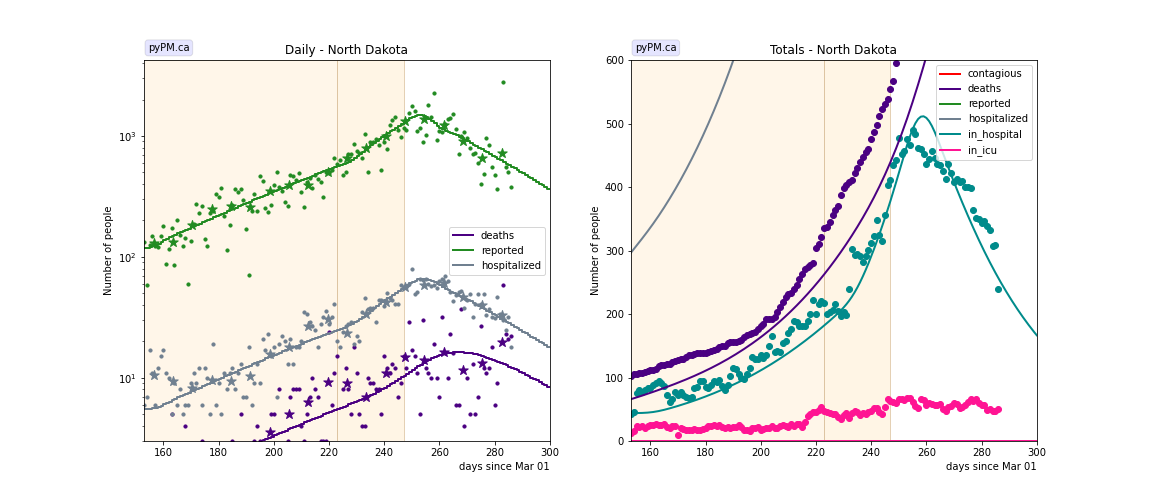 pyPM.ca
Daily - North Dakota
Number of people
10³
10²
10¹
deaths
reported
hospitalized
160 180 200 220 240 260 280 300
days since Mar 01
pyPM.ca
Totals - North Dakota
Number of people
600
500
400
300
200
100
0
contagious
deaths
reported
hospitalized
in_hospital
in_icu
160 180 200 220 240 260 280 300
days since Mar 01